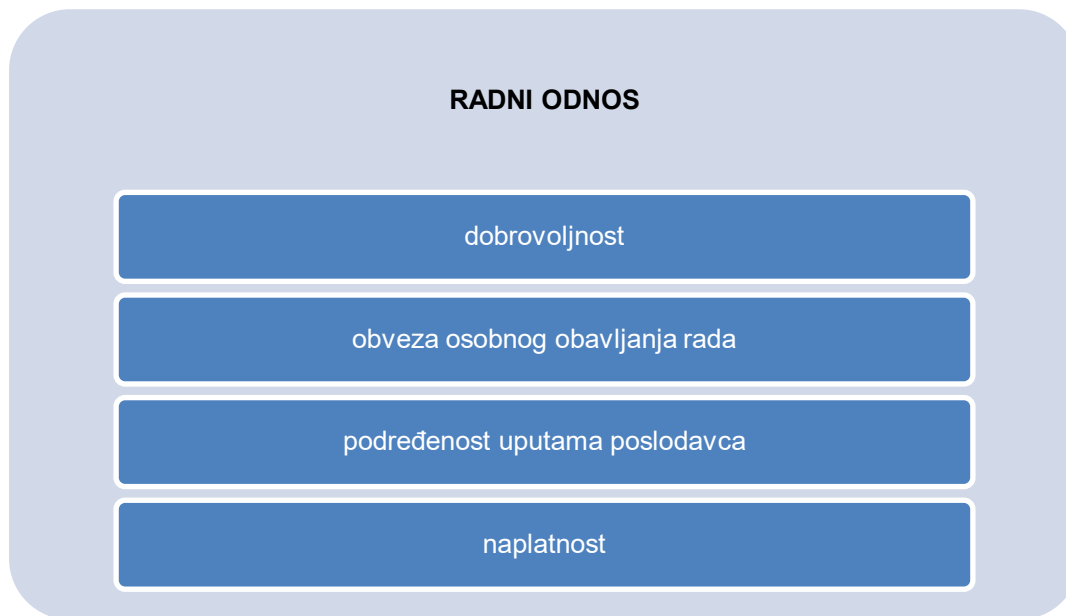 RADNI ODNOS
dobrovoljnost
obveza osobnog obavljanja rada
podređenost uputama poslodavca
naplatnost